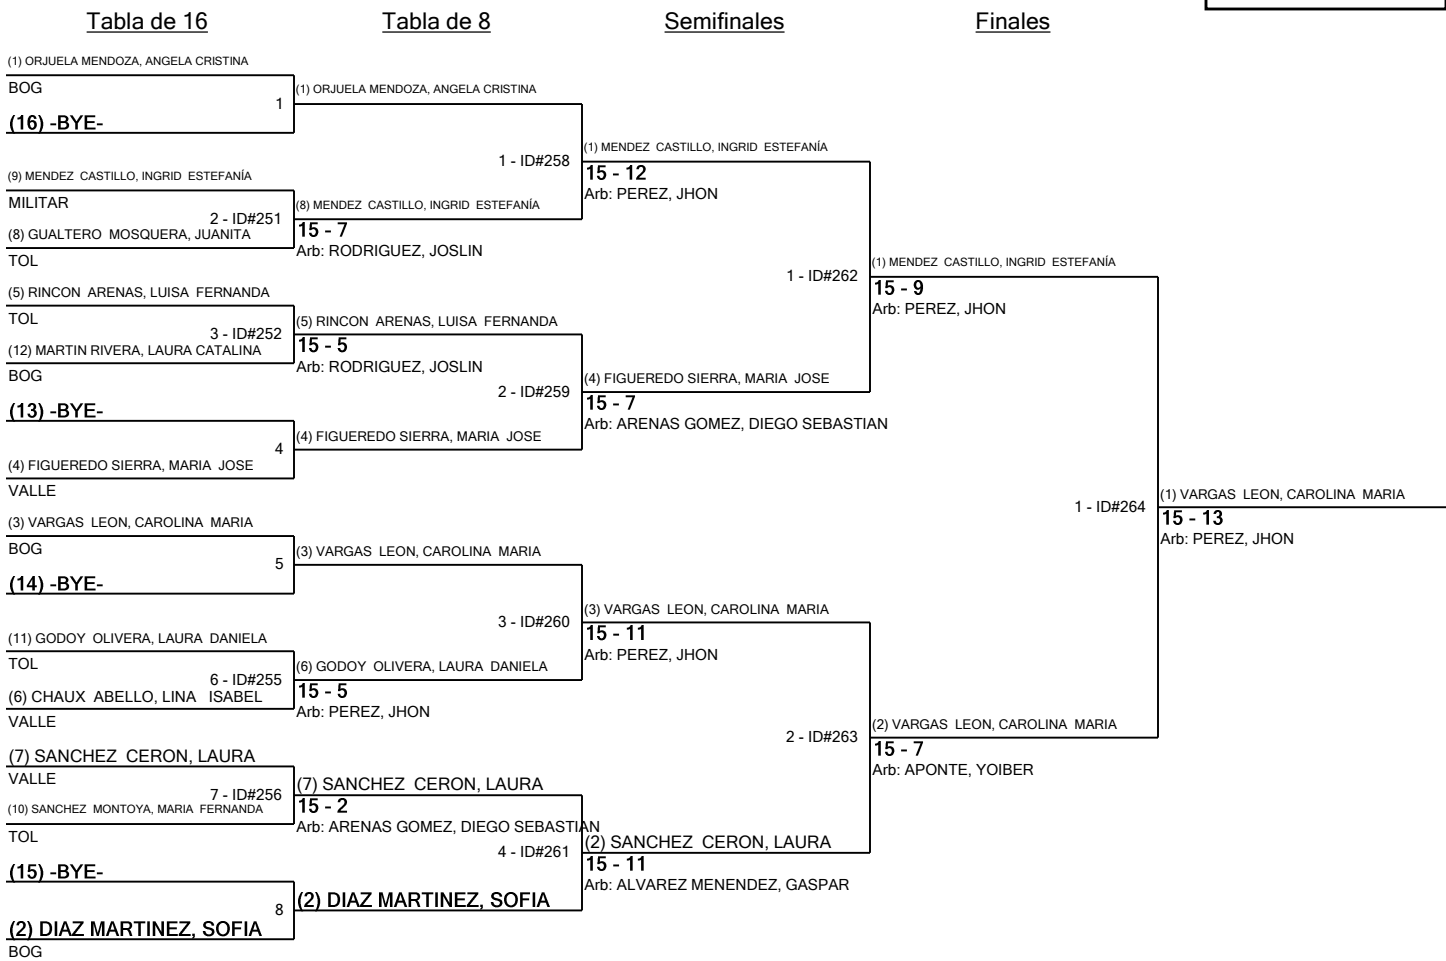 Tabla de 16
Tabla de 8
Semifinales
Finales
(1) ORJUELA MENDOZA, ANGELA CRISTINA
BOG
1
(16) -BYE-
(9) MENDEZ CASTILLO, INGRID ESTEFANÍA
MILITAR
2 - ID#251
(8) GUALTERO MOSQUERA, JUANITA
TOL
(5) RINCON ARENAS, LUISA FERNANDA
TOL
3 - ID#252
(12) MARTIN RIVERA, LAURA CATALINA
BOG
(13) -BYE-
4
(4) FIGUEREDO SIERRA, MARIA JOSE
VALLE
(3) VARGAS LEON, CAROLINA MARIA
BOG
5
(14) -BYE-
(11) GODOY OLIVERA, LAURA DANIELA
TOL
6 - ID#255
(6) CHAUX ABELLO, LINA ISABEL
VALLE
(7) SANCHEZ CERON, LAURA
VALLE
7 - ID#256
(10) SANCHEZ MONTOYA, MARIA FERNANDA
TOL
(15) -BYE-
8
(2) DIAZ MARTINEZ, SOFIA
BOG
(1) ORJUELA MENDOZA, ANGELA CRISTINA
1 - ID#258
(8) MENDEZ CASTILLO, INGRID ESTEFANÍA
15 - 7
Arb: RODRIGUEZ, JOSLIN
(5) RINCON ARENAS, LUISA FERNANDA
15 - 5
Arb: RODRIGUEZ, JOSLIN
2 - ID#259
(4) FIGUEREDO SIERRA, MARIA JOSE
(3) VARGAS LEON, CAROLINA MARIA
3 - ID#260
(6) GODOY OLIVERA, LAURA DANIELA
15 - 5
Arb: PEREZ, JHON
(7) SANCHEZ CERON, LAURA
15 - 2
Arb: ARENAS GOMEZ, DIEGO SEBASTIAN
4 - ID#261
(2) DIAZ MARTINEZ, SOFIA
(1) MENDEZ CASTILLO, INGRID ESTEFANÍA
15 - 12
Arb: PEREZ, JHON
1 - ID#262
(4) FIGUEREDO SIERRA, MARIA JOSE
15 - 7
Arb: ARENAS GOMEZ, DIEGO SEBASTIAN
(3) VARGAS LEON, CAROLINA MARIA
15 - 11
Arb: PEREZ, JHON
2 - ID#263
(2) SANCHEZ CERON, LAURA
15 - 11
Arb: ALVAREZ MENENDEZ, GASPAR
(1) MENDEZ CASTILLO, INGRID ESTEFANÍA
15 - 9
Arb: PEREZ, JHON
1 - ID#264
(2) VARGAS LEON, CAROLINA MARIA
15 - 7
Arb: APONTE, YOIBER
(1) VARGAS LEON, CAROLINA MARIA
15 - 13
Arb: PEREZ, JHON